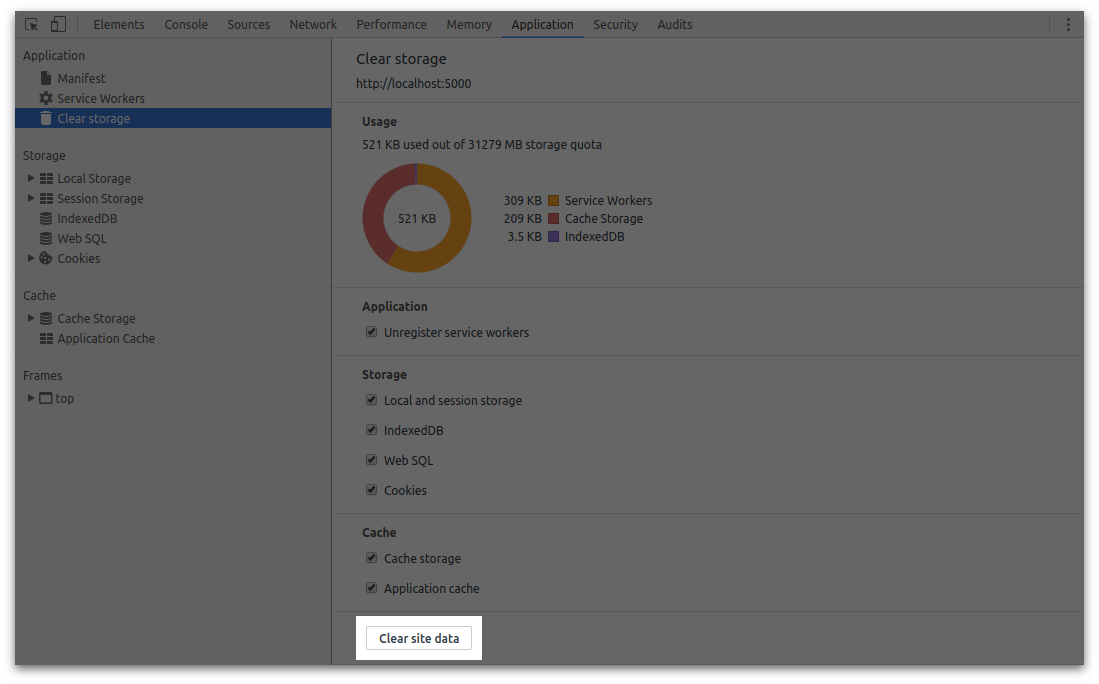 Elements Console Sources Network Performance Memory Application Security Audits
Application
Manifest
Service Workers
Clear storage
Storage
Local Storage
Session Storage
IndexedDB
Web SQL
Cookies
Cache
Cache Storage
Application Cache
Frames
top
Clear storage
http://localhost:5000
Usage
521 KB used out of 31279 MB storage quota
521 KB
309 KB Service Workers
209 KB Cache Storage
3.5 KB IndexedDB
Application
Unregister service workers
Storage
Local and session storage
IndexedDB
Web SQL
Cookies
Cache
Cache storage
Application cache
Clear site data